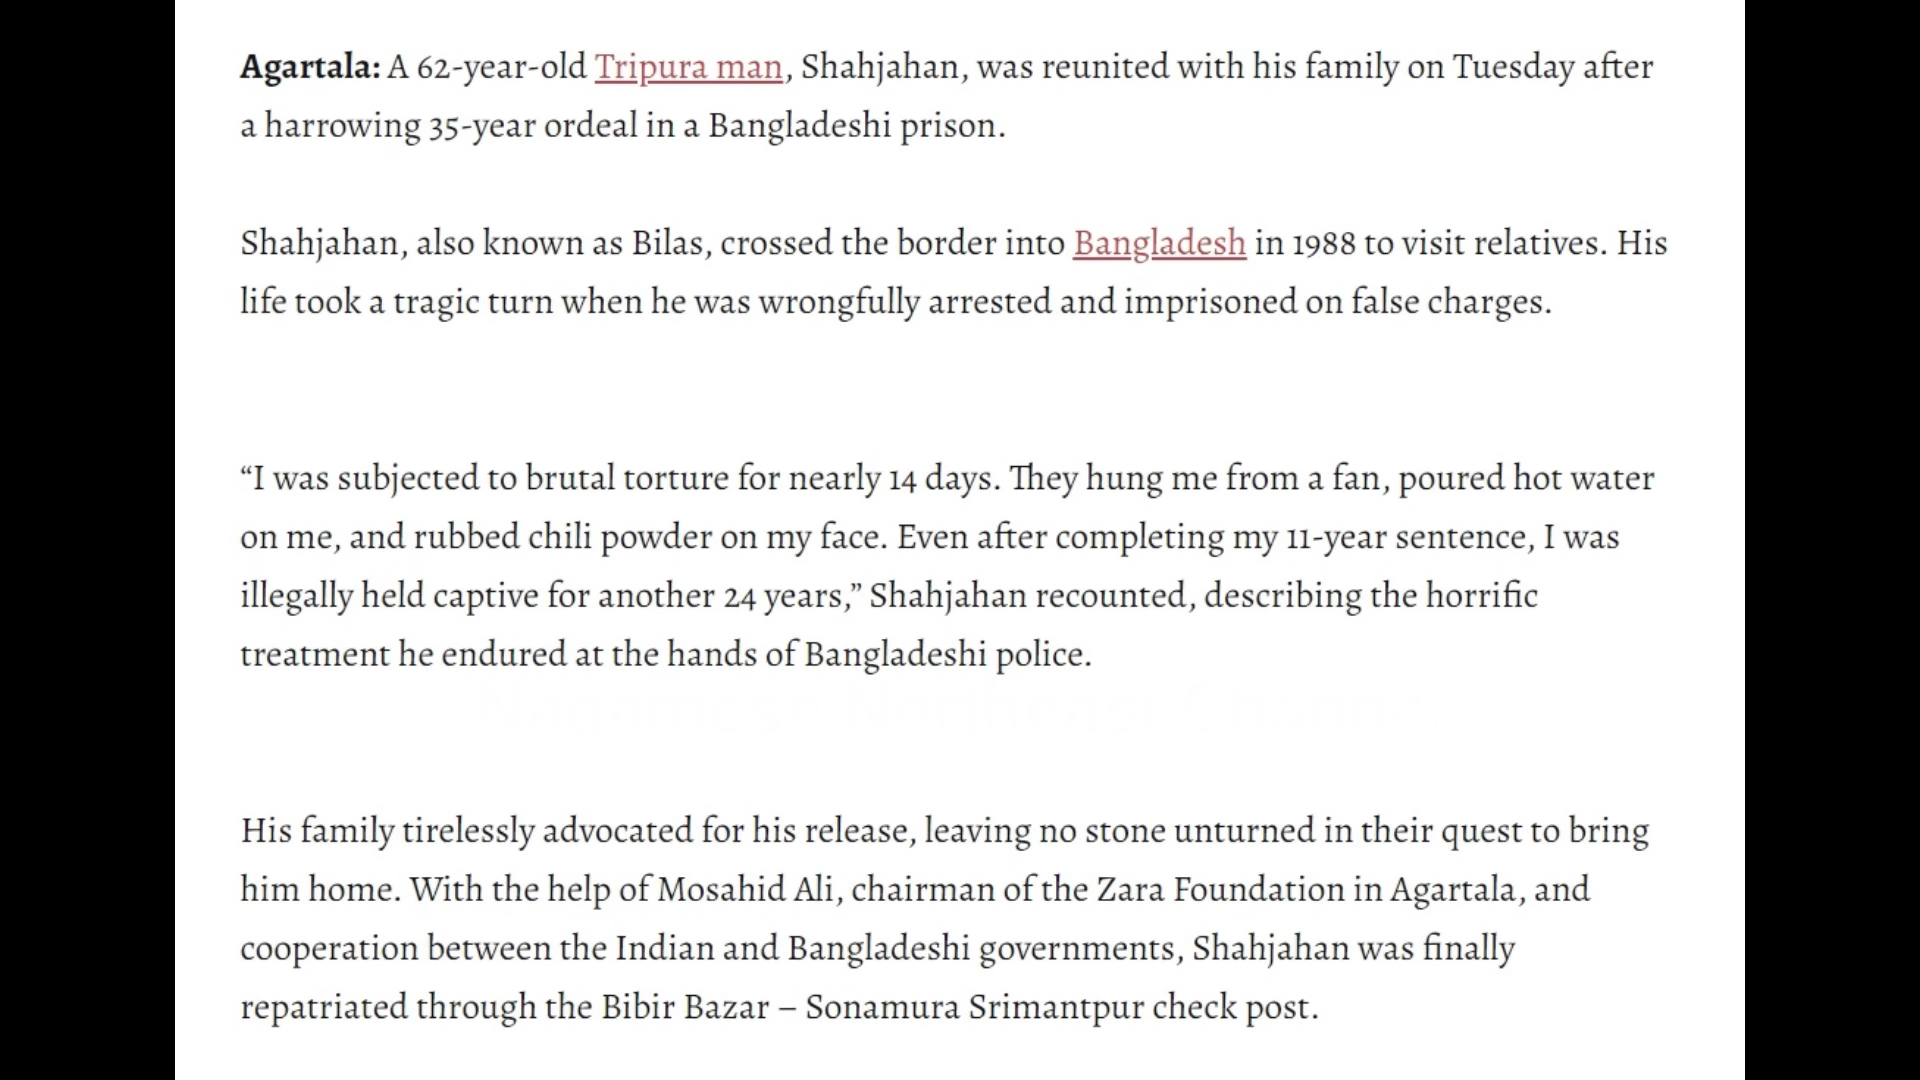 Agartala: A 62-year-old Tripura man, Shahjahan, was reunited with his family on Tuesday after
a harrowing 35-year ordeal in a Bangladeshi prison.
Shahjahan, also known as Bilas, crossed the border into Bangladesh in 1988 to visit relatives. His
life took a tragic turn when he was wrongfully arrested and imprisoned on false charges.
“I was subjected to brutal torture for nearly 14 days. They hung me from a fan, poured hot water
on me, and rubbed chili powder on my face. Even after completing my 11-year sentence, I was
illegally held captive for another 24 years,” Shahjahan recounted, describing the horrific
treatment he endured at the hands of Bangladeshi police.
His family tirelessly advocated for his release, leaving no stone unturned in their quest to bring
him home. With the help of Mosahid Ali, chairman of the Zara Foundation in Agartala, and
cooperation between the Indian and Bangladeshi governments, Shahjahan was finally
repatriated through the Bibir Bazar – Sonamura Srimantpur check post.